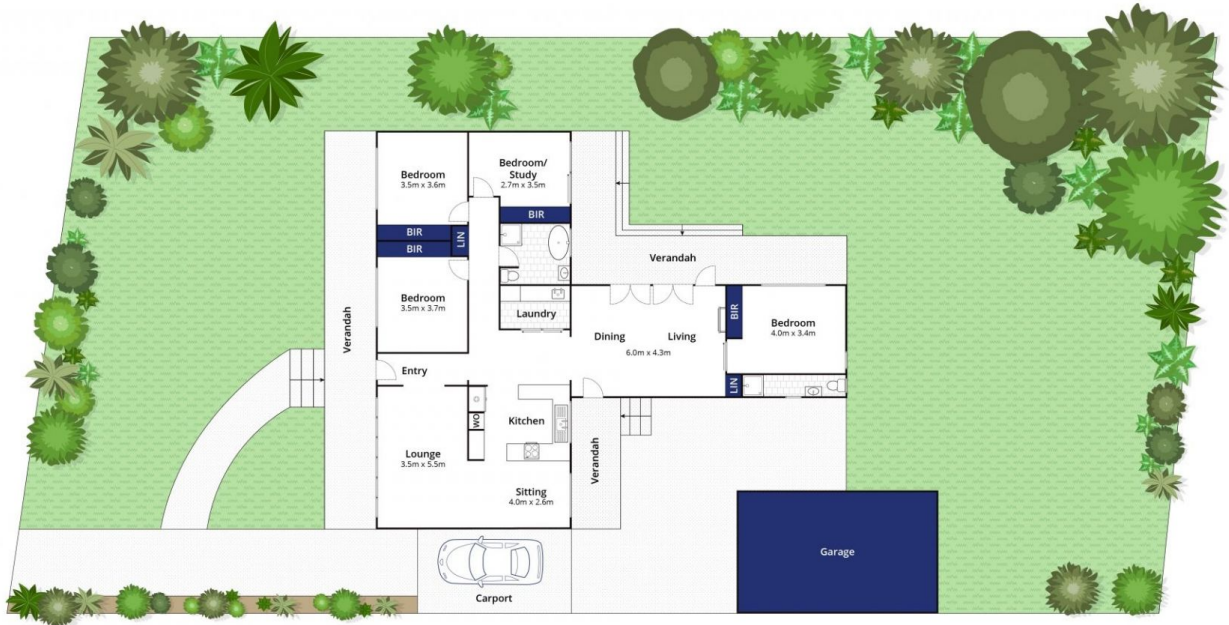 Bedroom
3.5m x 3.6m
Bedroom/
Study
2.7m x 3.5m
BIR
BIR
LIN
BIR
Verandah
Bedroom
3.5m x 3.7m
Laundry
Verandah
Dining
Living
6.0m x 4.3m
BIR
Bedroom
4.0m x 3.4m
LIN
Entry
WO
Kitchen
Lounge
3.5m x 5.5m
Sitting
4.0m x 2.6m
Verandah
Garage
Carport